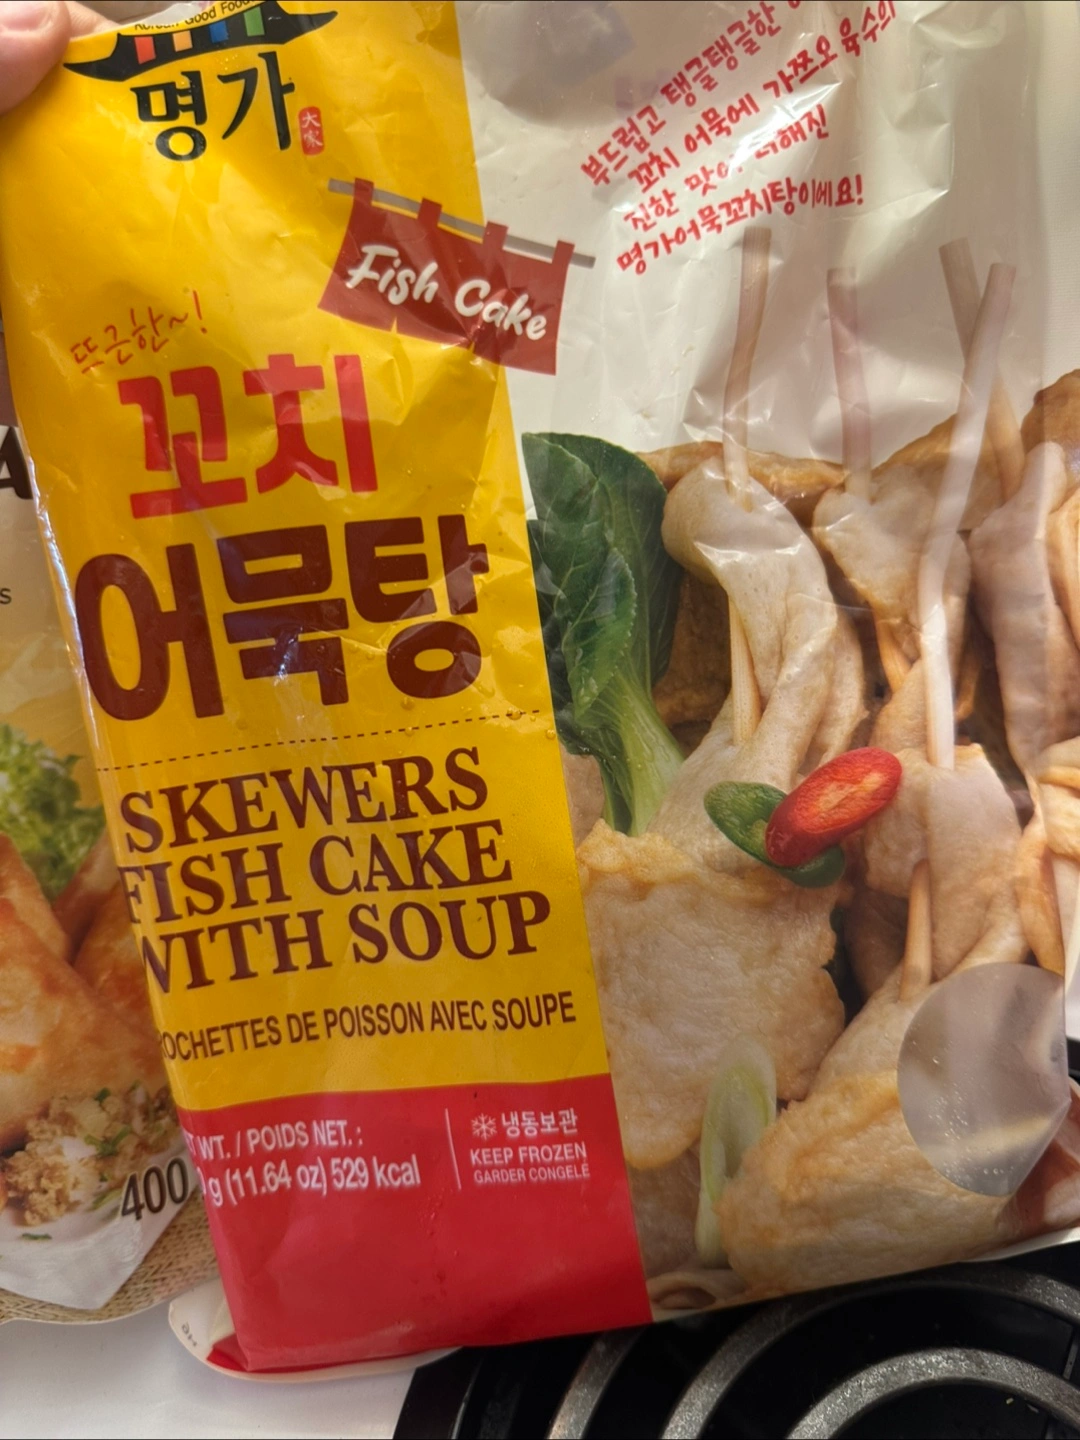 Korean Good Food
명가
大家
Fish Cake
부드럽고 탱글탱글한
꼬치 어묵에 가쯔오 육수의
진한 맛이 더해진
명가어묵꼬치탕이에요!
뜨끈한~!
꼬치
어묵탕
SKEWERS
FISH CAKE
WITH SOUP
ROCHETTES DE POISSON AVEC SOUPE
WT. / POIDS NET. :
g (11.64 oz) 529 kcal
냉동보관
KEEP FROZEN
GARDER CONGELÉ
A
S
400